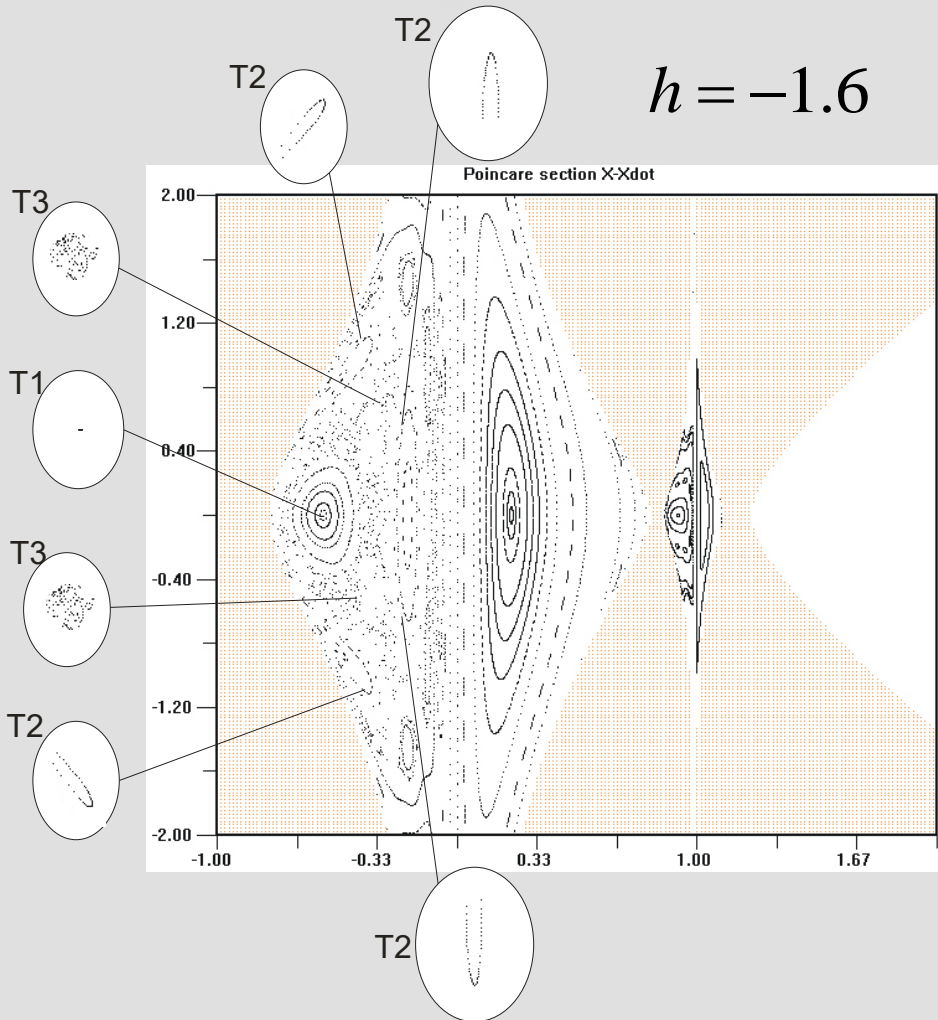 T2
T2
h = −1.6
Poincare section X-Xdot
T3
T1
T3
T2
T2
2.00
1.20
0.40
-0.40
-1.20
-2.00
-1.00 -0.33 0.33 1.00 1.67